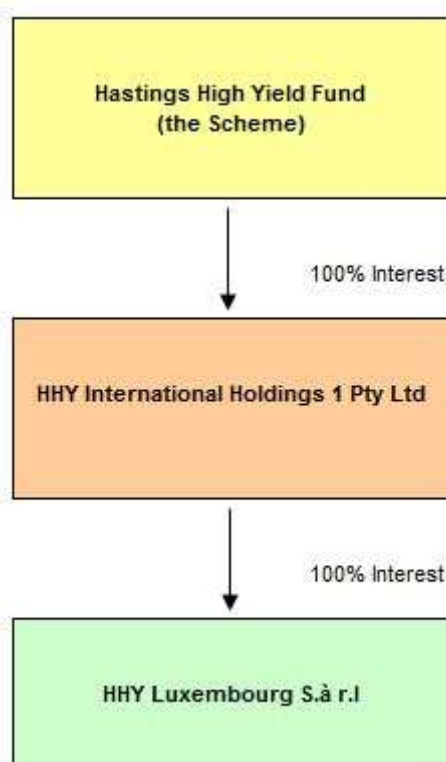 Hastings High Yield Fund
(the Scheme)
100% Interest
HHY International Holdings 1 Pty Ltd
100% Interest
HHY Luxembourg S.à r.l